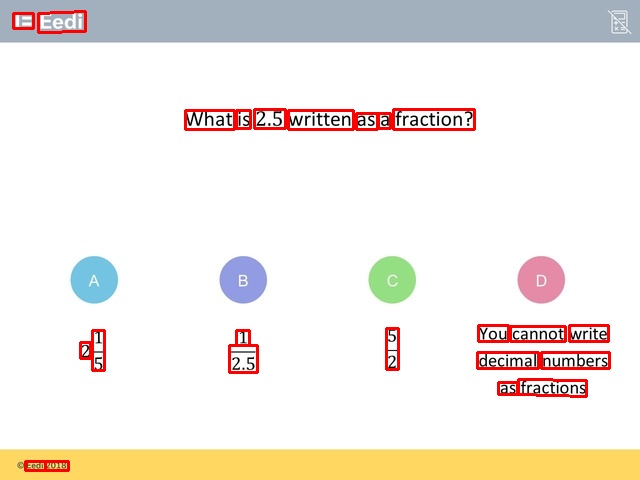 Eedi
What is 2.5 written as a fraction?
A
B
C
D
2 1/5
1/2.5
5/2
You cannot write
decimal numbers
as fractions
© Eedi 2018